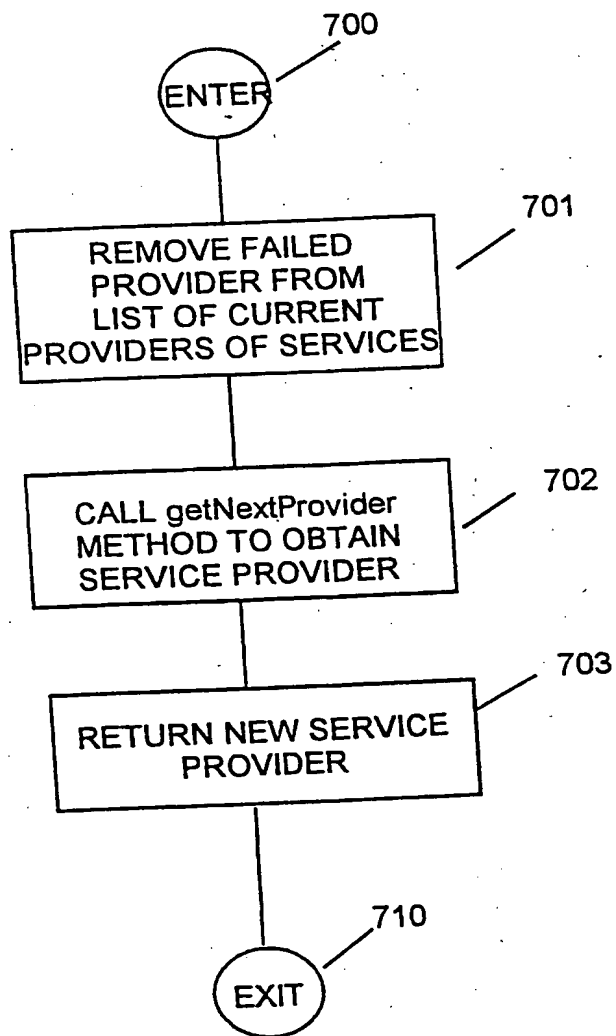 700
ENTER
701
REMOVE FAILED
PROVIDER FROM
LIST OF CURRENT
PROVIDERS OF SERVICES
702
CALL getNextProvider
METHOD TO OBTAIN
SERVICE PROVIDER
703
RETURN NEW SERVICE
PROVIDER
710
EXIT